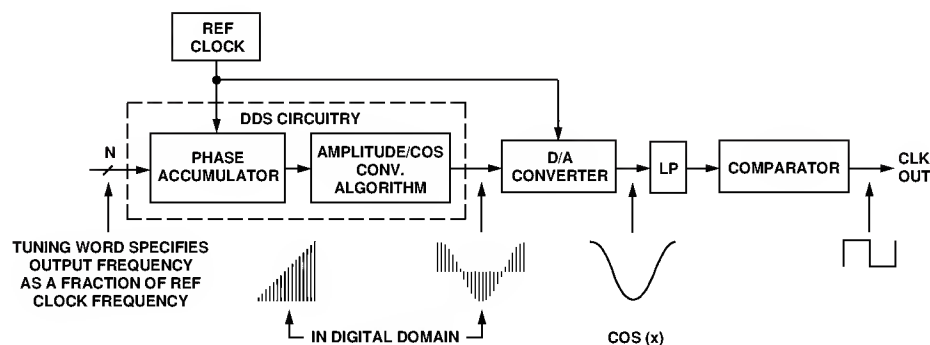 REF
CLOCK
DDS CIRCUITRY
N
PHASE
ACCUMULATOR
AMPLITUDE/COS
CONV.
ALGORITHM
D/A
CONVERTER
LP
COMPARATOR
CLK
OUT
TUNING WORD SPECIFIES
OUTPUT FREQUENCY
AS A FRACTION OF REF
CLOCK FREQUENCY
IN DIGITAL DOMAIN
COS (x)